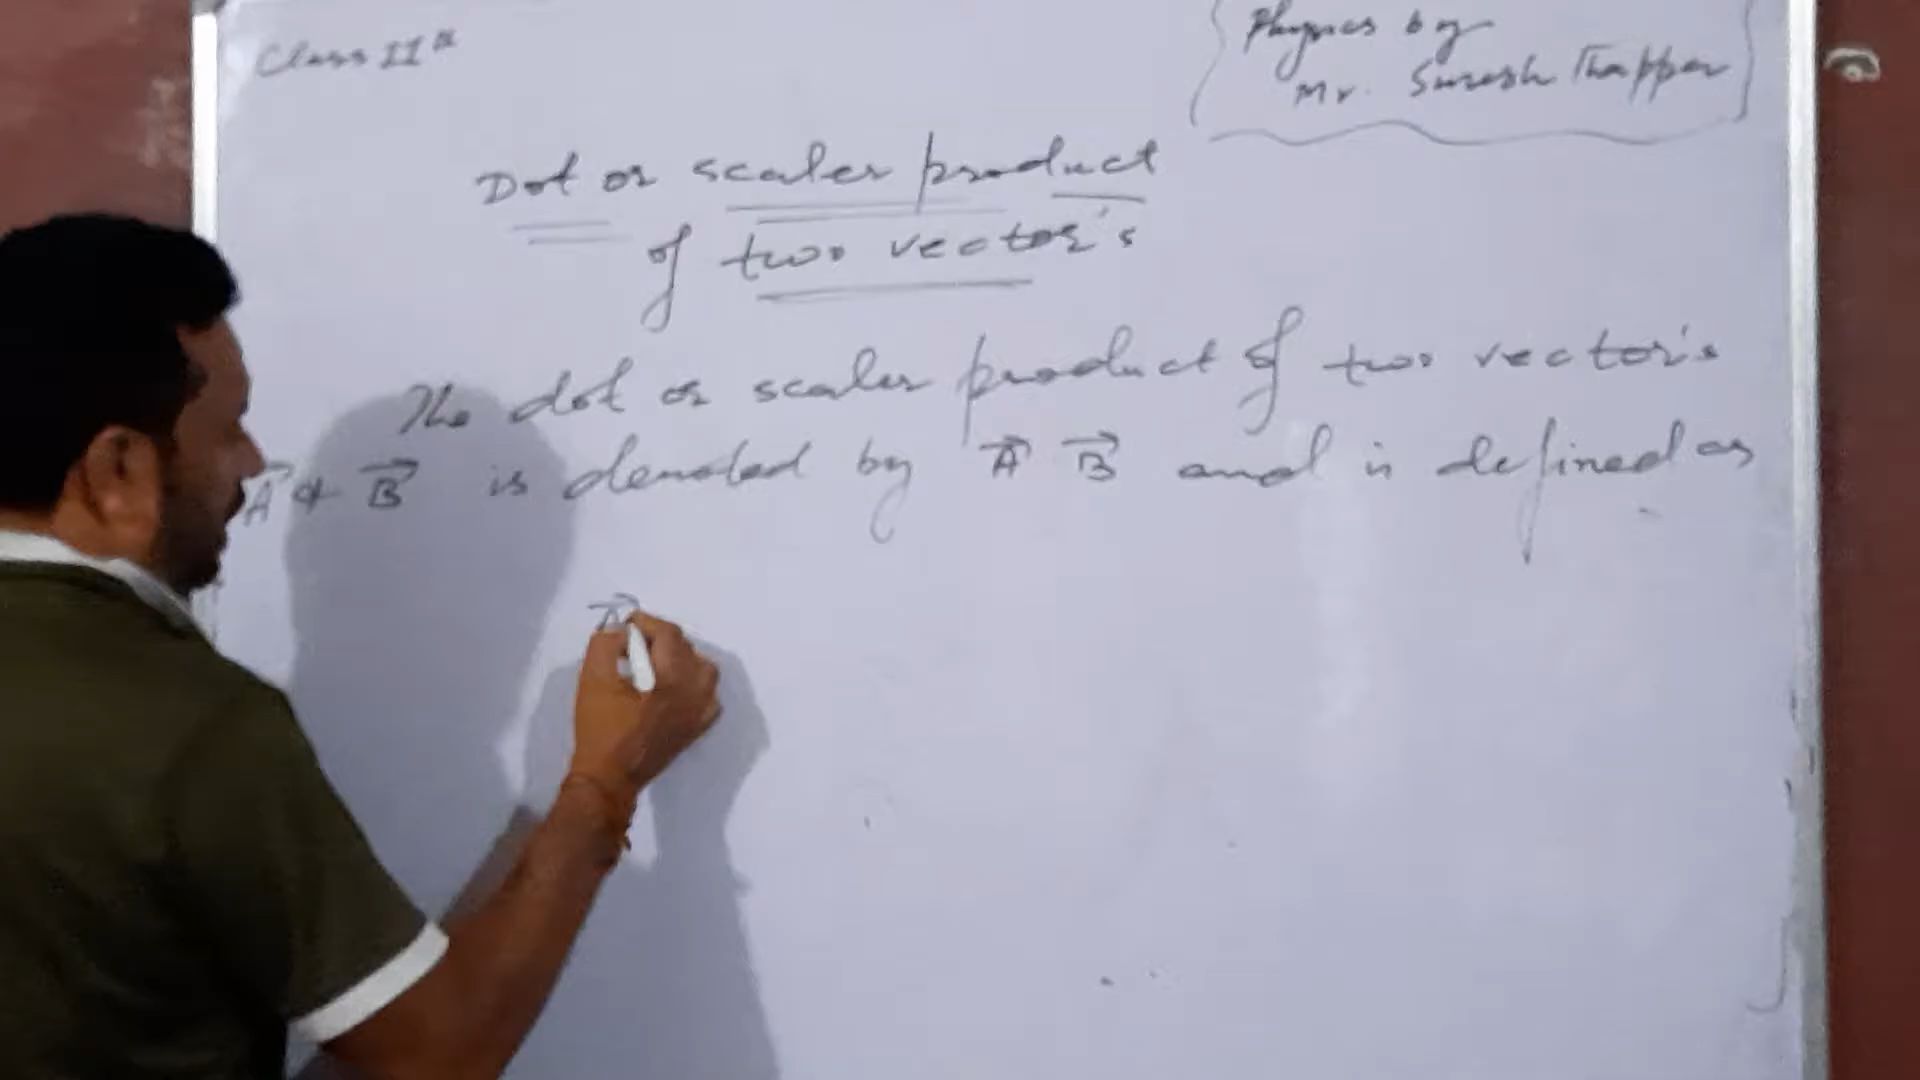 Class IIth
Physics by
Mr. Suresh Thapper
Dot or scaler product
of two vector's
The dot or scaler product of two vector's
A⃗ & B⃗ is denoted by A⃗ B⃗ and is defined as
A⃗